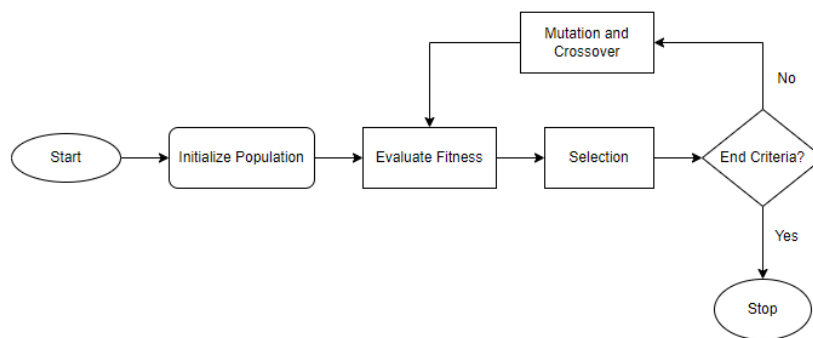 Mutation and
Crossover
No
Start
Initialize Population
Evaluate Fitness
Selection
End Criteria?
Yes
Stop